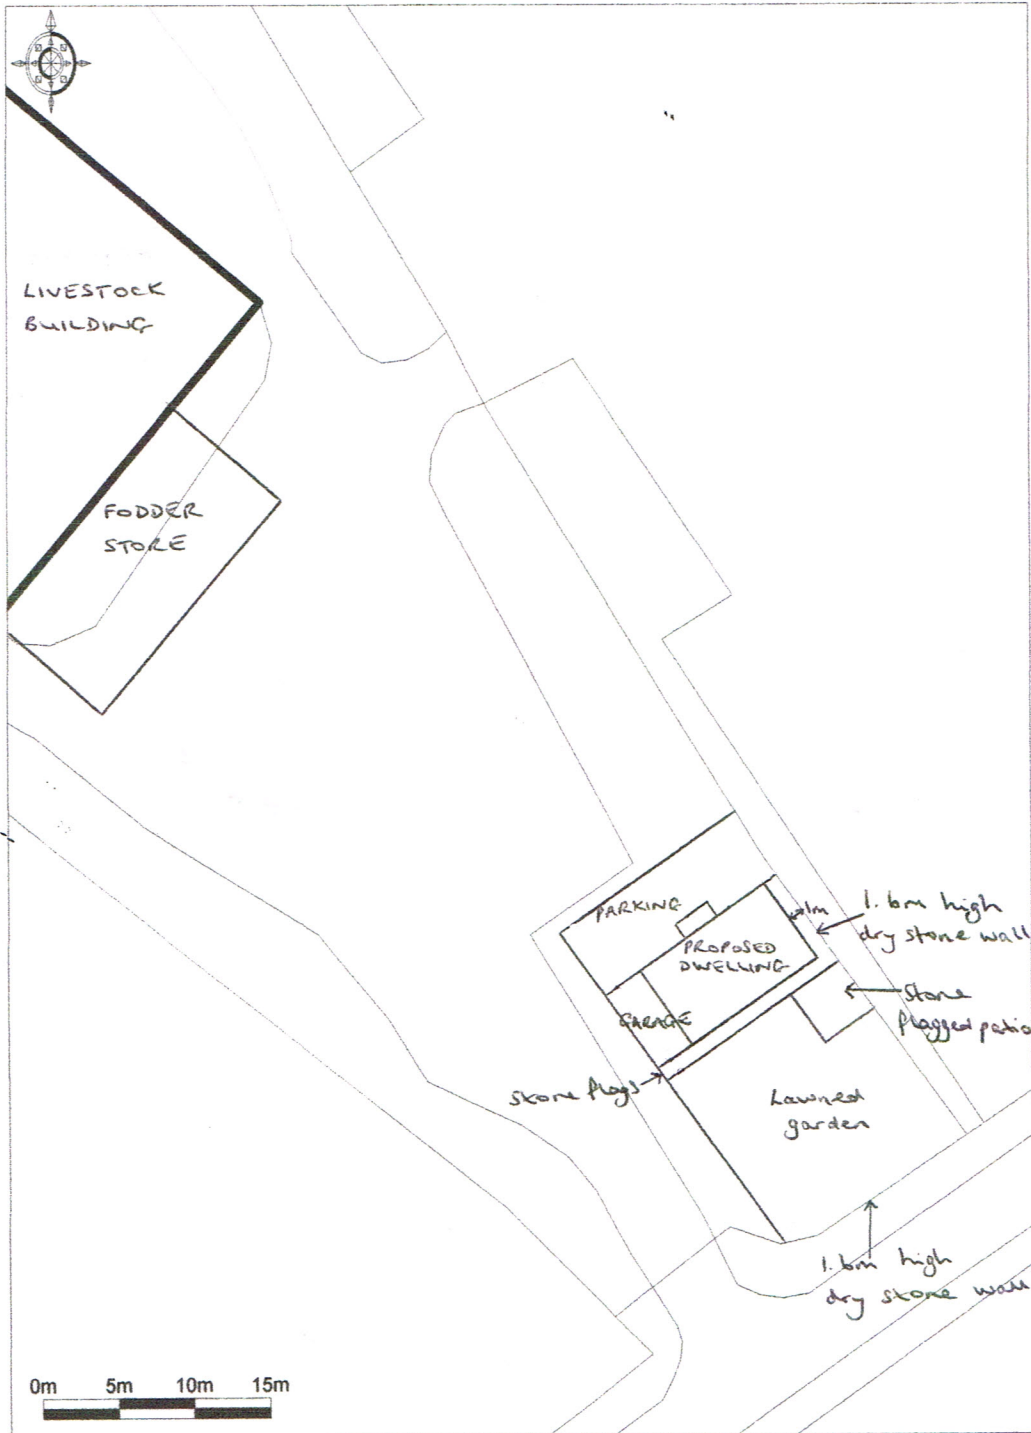 LIVESTOCK
BUILDING
FODDER
STORE
PARKING
1m
1.6m high
dry stone wall
PROPOSED
DWELLING
Stone
flagged patio
GARAGE
stone flags
Lawned
garden
1.6m high
dry stone wall
0m 5m 10m 15m